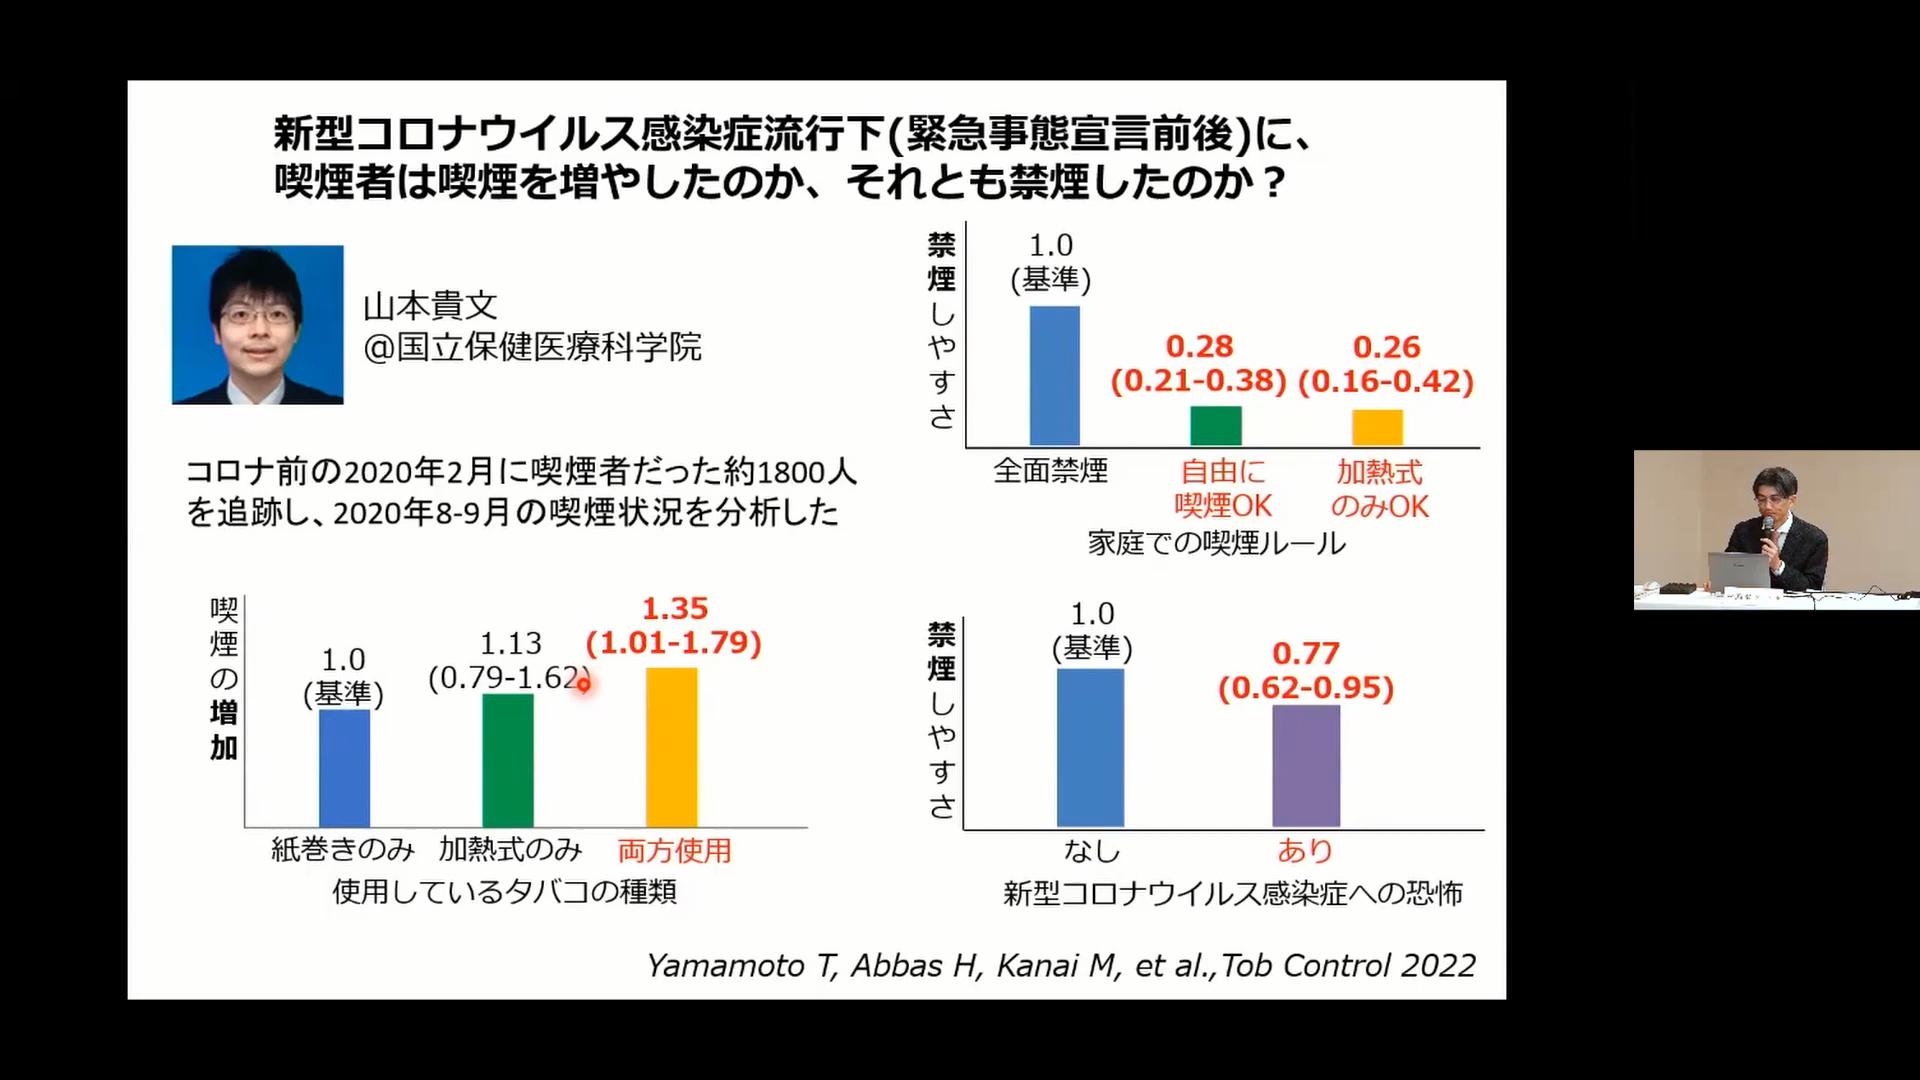 新型コロナウイルス感染症流行下(緊急事態宣言前後)に、
喫煙者は喫煙を増やしたのか、それとも禁煙したのか？
山本貴文
@国立保健医療科学院
コロナ前の2020年2月に喫煙者だった約1800人
を追跡し、2020年8-9月の喫煙状況を分析した
喫煙の増加
1.0
(基準)
1.13
(0.79-1.62)
1.35
(1.01-1.79)
紙巻きのみ
加熱式のみ
両方使用
使用しているタバコの種類
禁煙しやすさ
1.0
(基準)
0.28
(0.21-0.38)
0.26
(0.16-0.42)
全面禁煙
自由に
喫煙OK
加熱式
のみOK
家庭での喫煙ルール
禁煙しやすさ
1.0
(基準)
0.77
(0.62-0.95)
なし
あり
新型コロナウイルス感染症への恐怖
Yamamoto T, Abbas H, Kanai M, et al.,Tob Control 2022